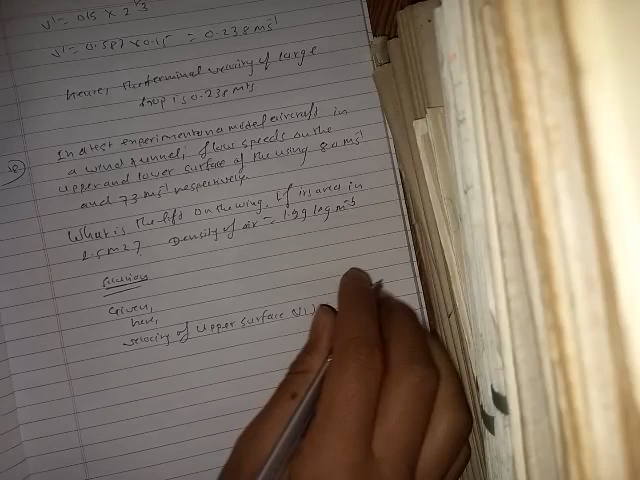 v' = 0.15 × 2^2/3
v' = 0.587 × 0.15 = 0.238 ms⁻¹
hence, the terminal velocity of large
drop is 0.238 m/s
In a test experiment on a model aircraft in
a wind tunnel, flow speeds on the
upper and lower surface of the wing 80 ms⁻¹
and 73 ms⁻¹ respectively.
What is the lift on the wing, if its area in
m2? Density of air = 1.29 kg m⁻³
Solution
Given,
here,
velocity of upper surface (V1)